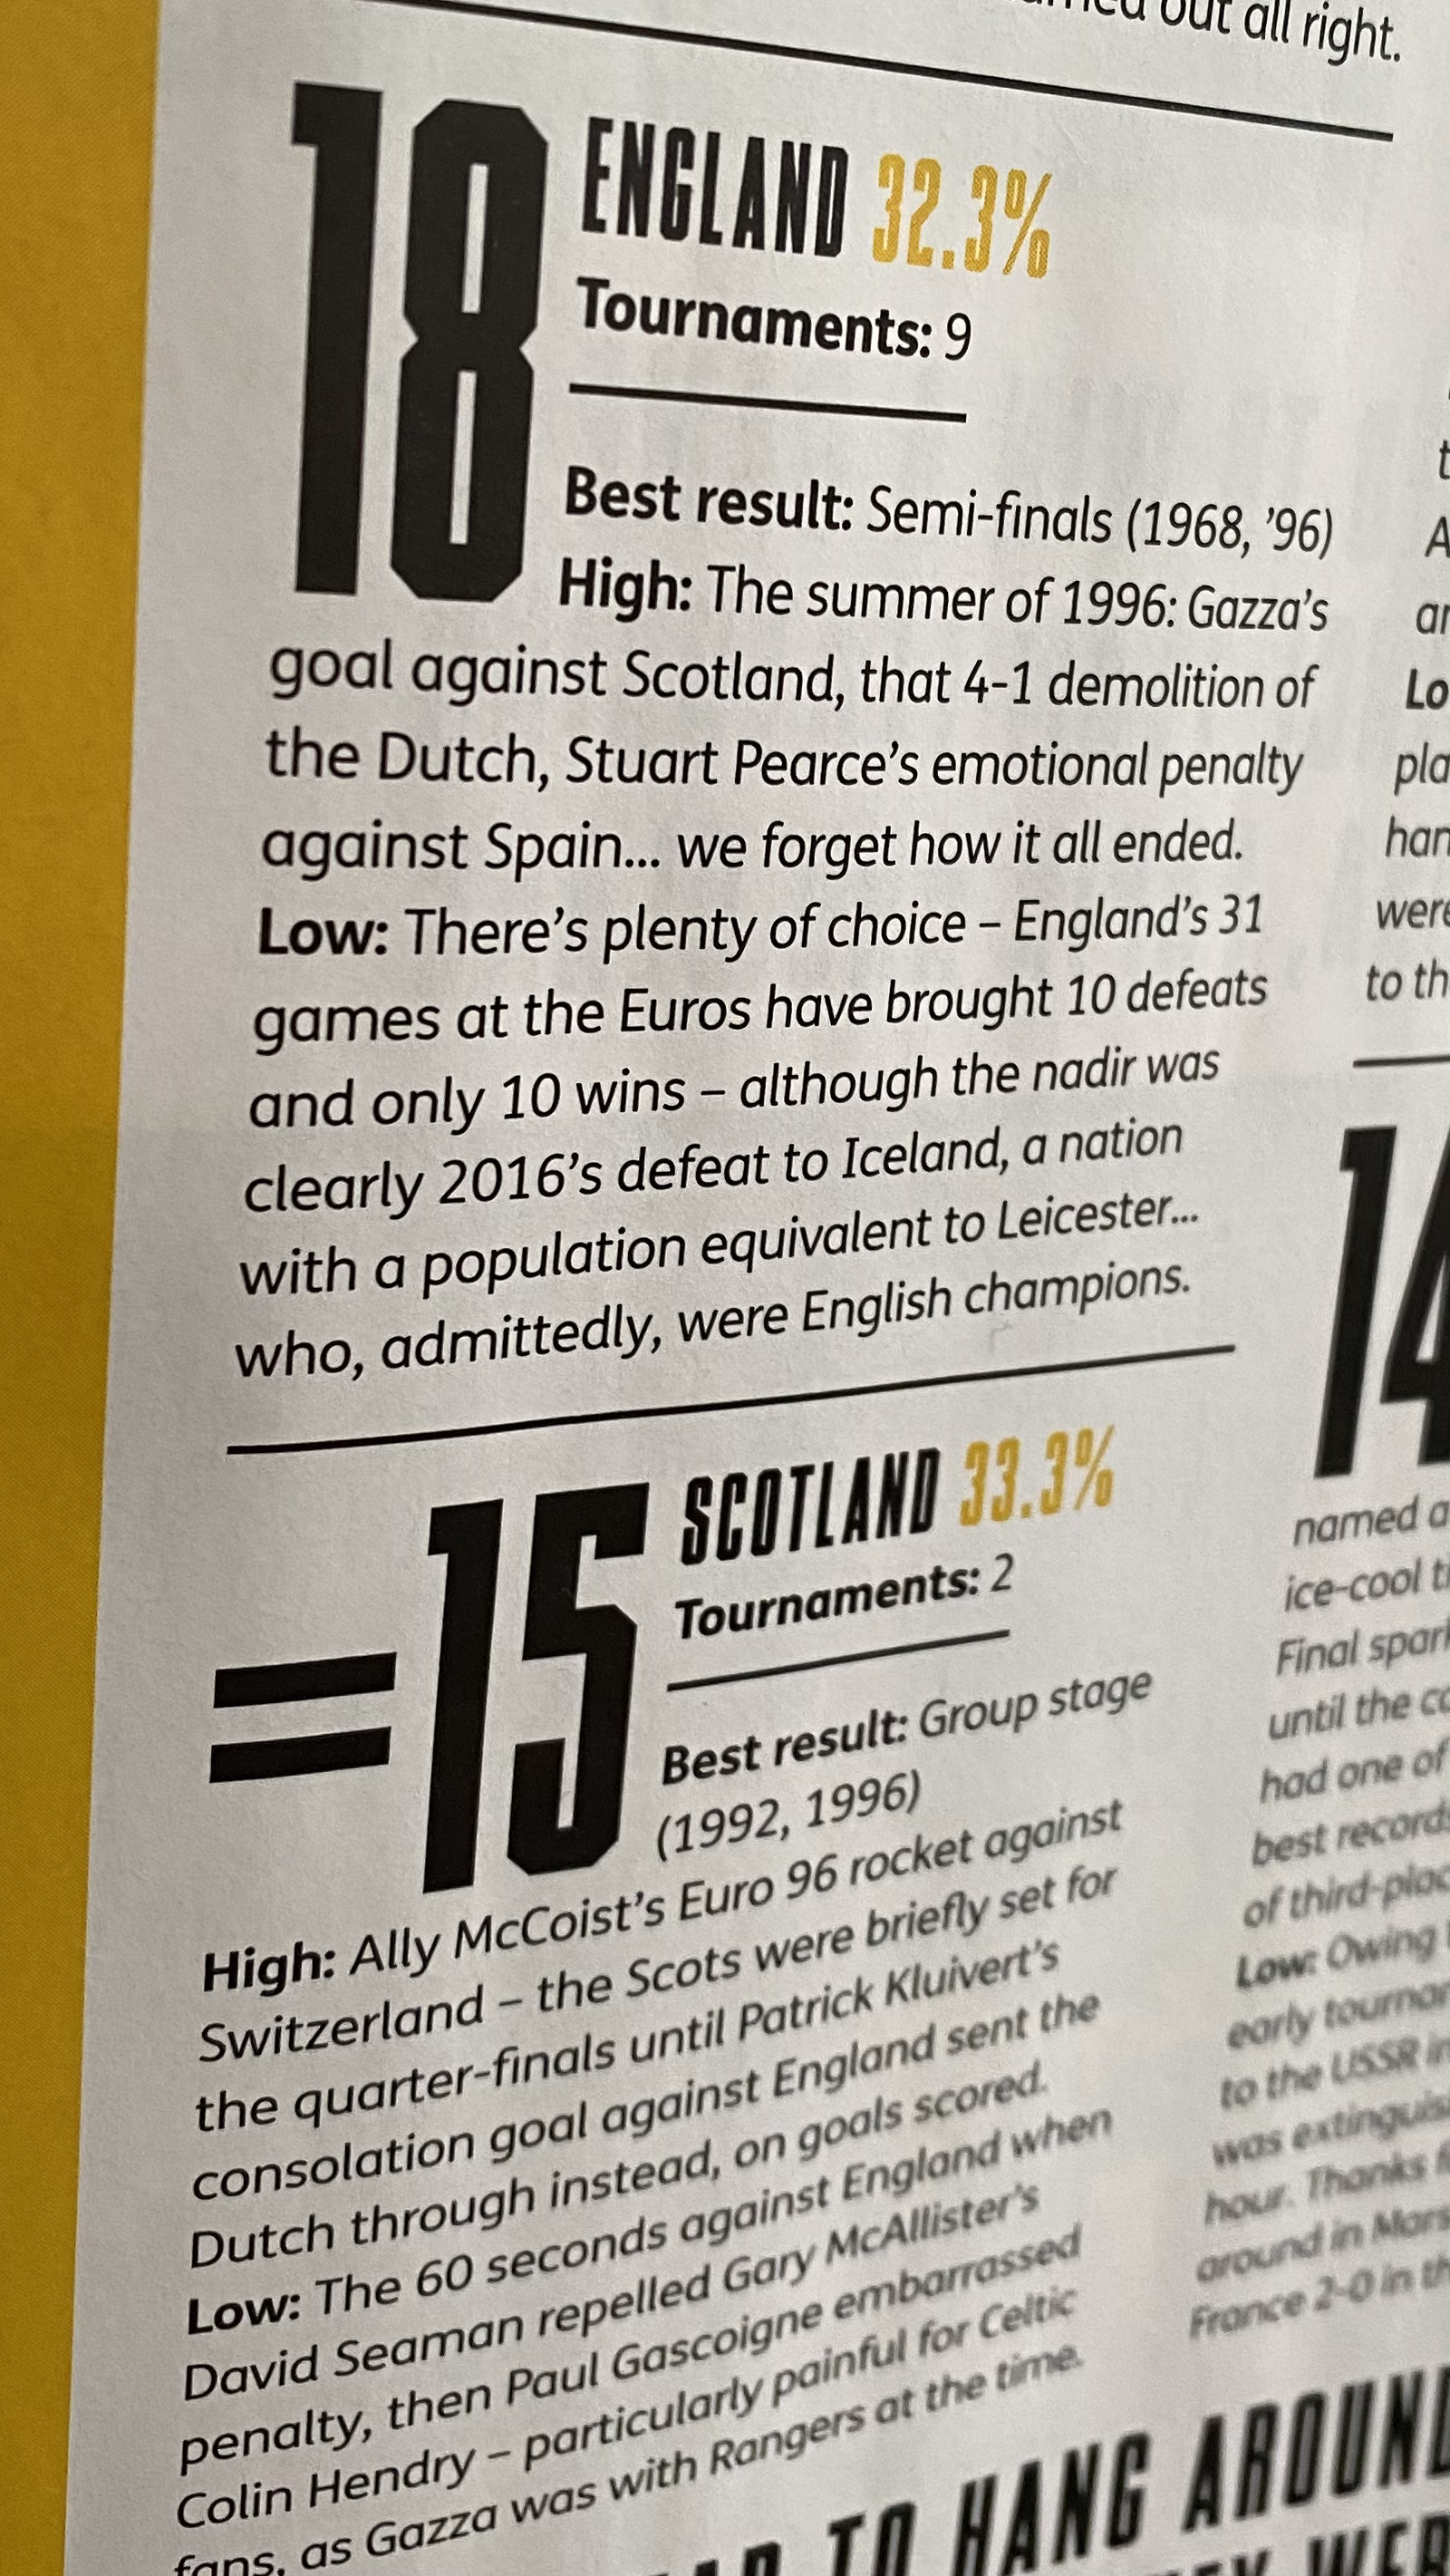 out all right.
18
ENGLAND 32.3%
Tournaments: 9
Best result: Semi-finals (1968, ’96)
High: The summer of 1996: Gazza’s
goal against Scotland, that 4-1 demolition of
the Dutch, Stuart Pearce’s emotional penalty
against Spain... we forget how it all ended.
Low: There’s plenty of choice – England’s 31
games at the Euros have brought 10 defeats
and only 10 wins – although the nadir was
clearly 2016’s defeat to Iceland, a nation
with a population equivalent to Leicester...
who, admittedly, were English champions.
=15
SCOTLAND 33.3%
Tournaments: 2
Best result: Group stage
(1992, 1996)
High: Ally McCoist’s Euro 96 rocket against
Switzerland – the Scots were briefly set for
the quarter-finals until Patrick Kluivert’s
consolation goal against England sent the
Dutch through instead, on goals scored.
Low: The 60 seconds against England when
David Seaman repelled Gary McAllister’s
penalty, then Paul Gascoigne embarrassed
Colin Hendry – particularly painful for Celtic
fans, as Gazza was with Rangers at the time.
to
14
named
ice-cool
Final
until the
had one of
best
of
Low: Owing
early
to the USSR
was
hour. Thanks
around in
France 2-0 in
TO HANG AROUND